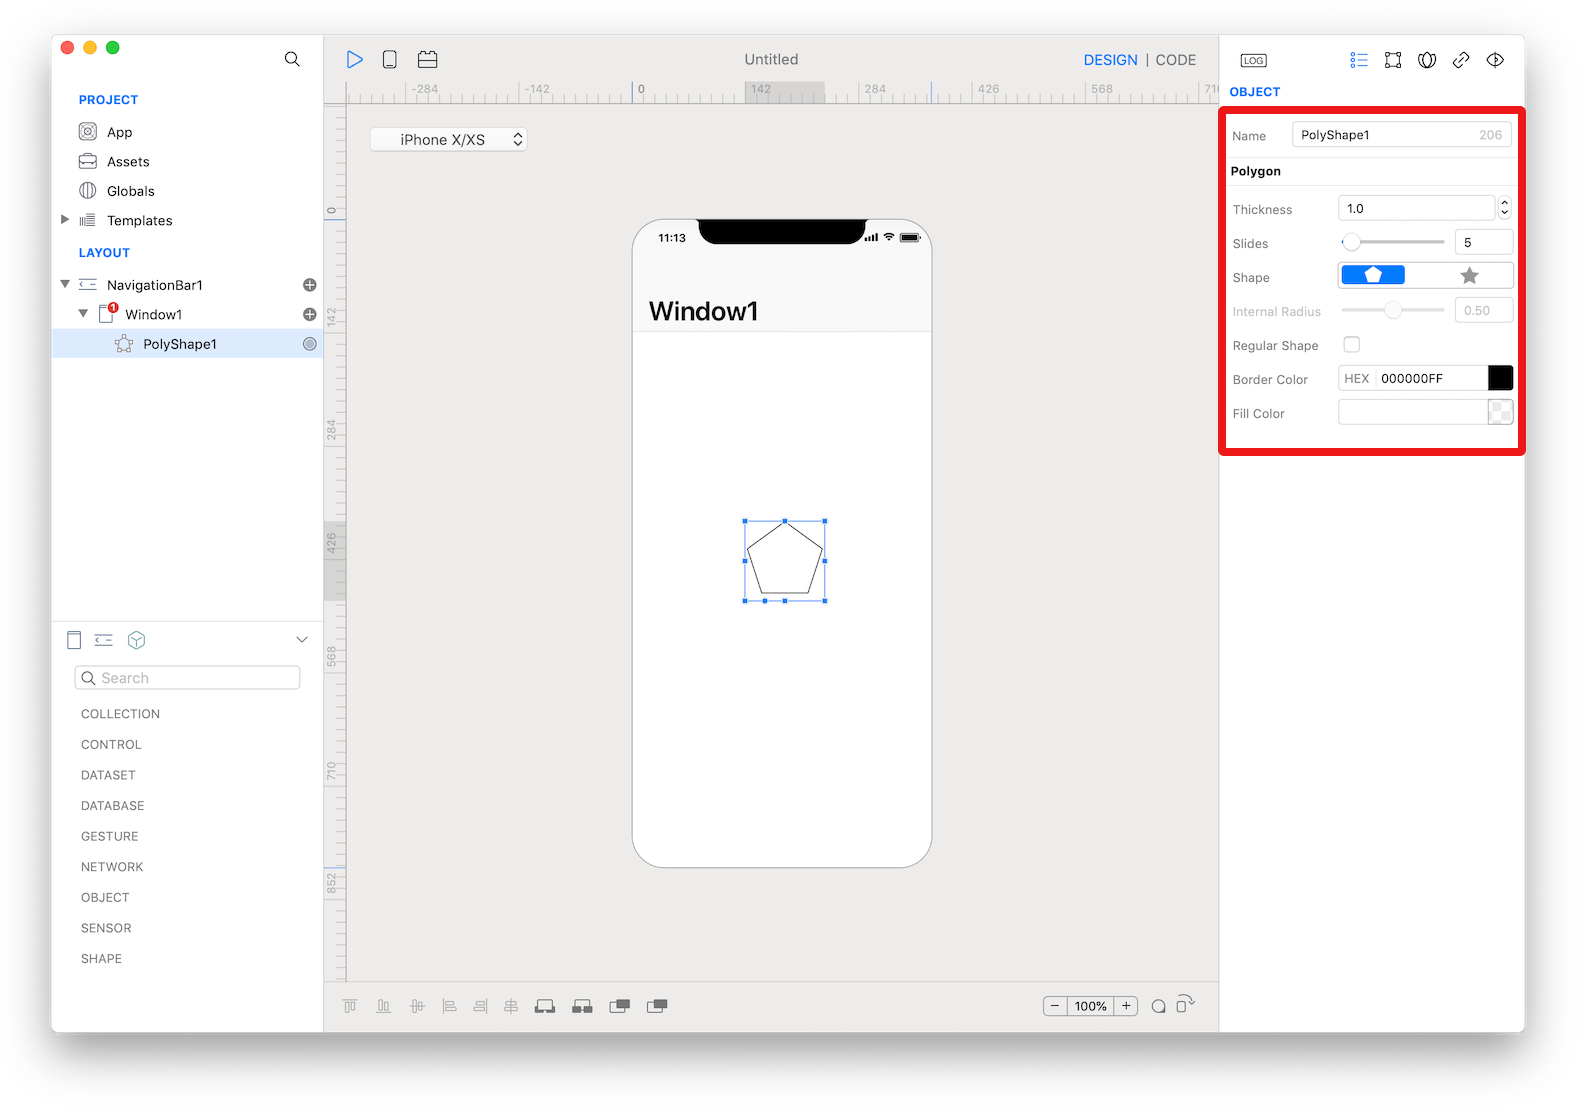 Untitled
DESIGN | CODE
LOG
PROJECT
App
Assets
Globals
Templates
LAYOUT
NavigationBar1
1
Window1
PolyShape1
Search
COLLECTION
CONTROL
DATASET
DATABASE
GESTURE
NETWORK
OBJECT
SENSOR
SHAPE
-284
-142
0
142
284
426
568
710
iPhone X/XS
0
142
284
426
568
710
852
11:13
Window1
− 100% +
OBJECT
Name PolyShape1 206
Polygon
Thickness 1.0
Slides 5
Shape
Internal Radius 0.50
Regular Shape
Border Color HEX 000000FF
Fill Color